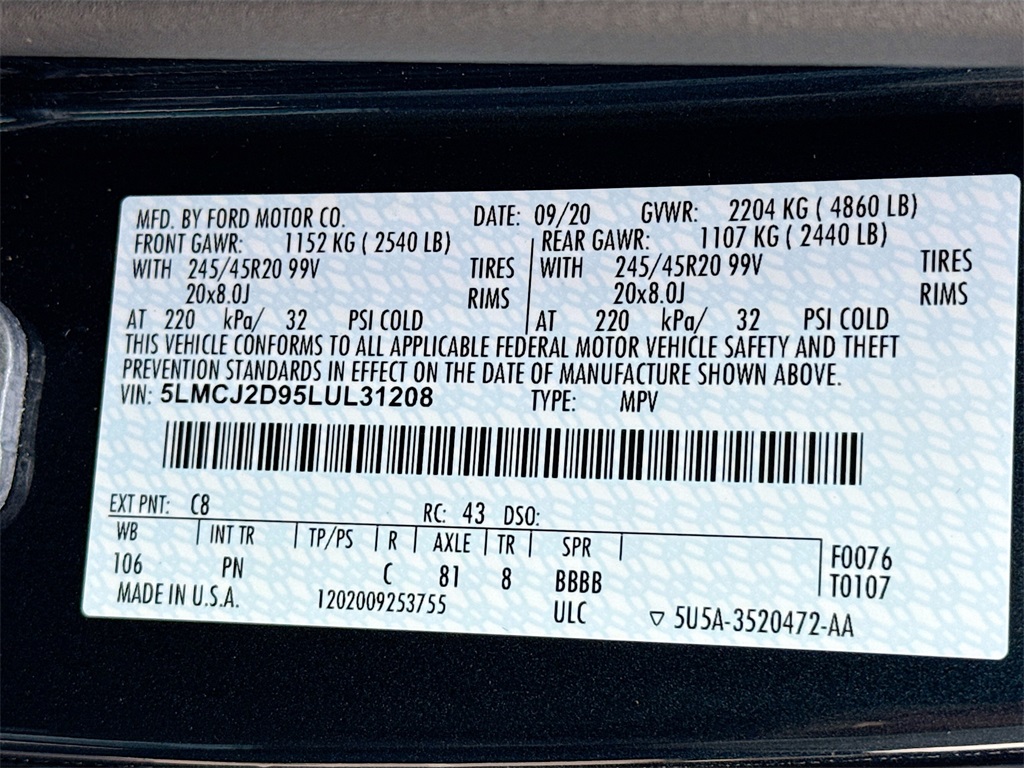 MFD. BY FORD MOTOR CO. DATE: 09/20 GVWR: 2204 KG ( 4860 LB)
FRONT GAWR: 1152 KG ( 2540 LB) REAR GAWR: 1107 KG ( 2440 LB)
WITH 245/45R20 99V TIRES WITH 245/45R20 99V TIRES
20x8.0J RIMS 20x8.0J RIMS
AT 220 kPa/ 32 PSI COLD AT 220 kPa/ 32 PSI COLD
THIS VEHICLE CONFORMS TO ALL APPLICABLE FEDERAL MOTOR VEHICLE SAFETY AND THEFT
PREVENTION STANDARDS IN EFFECT ON THE DATE OF MANUFACTURE SHOWN ABOVE.
VIN: 5LMCJ2D95LUL31208 TYPE: MPV
EXT PNT: C8 RC: 43 DSO:
WB INT TR TP/PS R AXLE TR SPR F0076
106 PN C 81 8 BBBB T0107
MADE IN U.S.A. 1202009253755 ULC ▽ 5U5A-3520472-AA